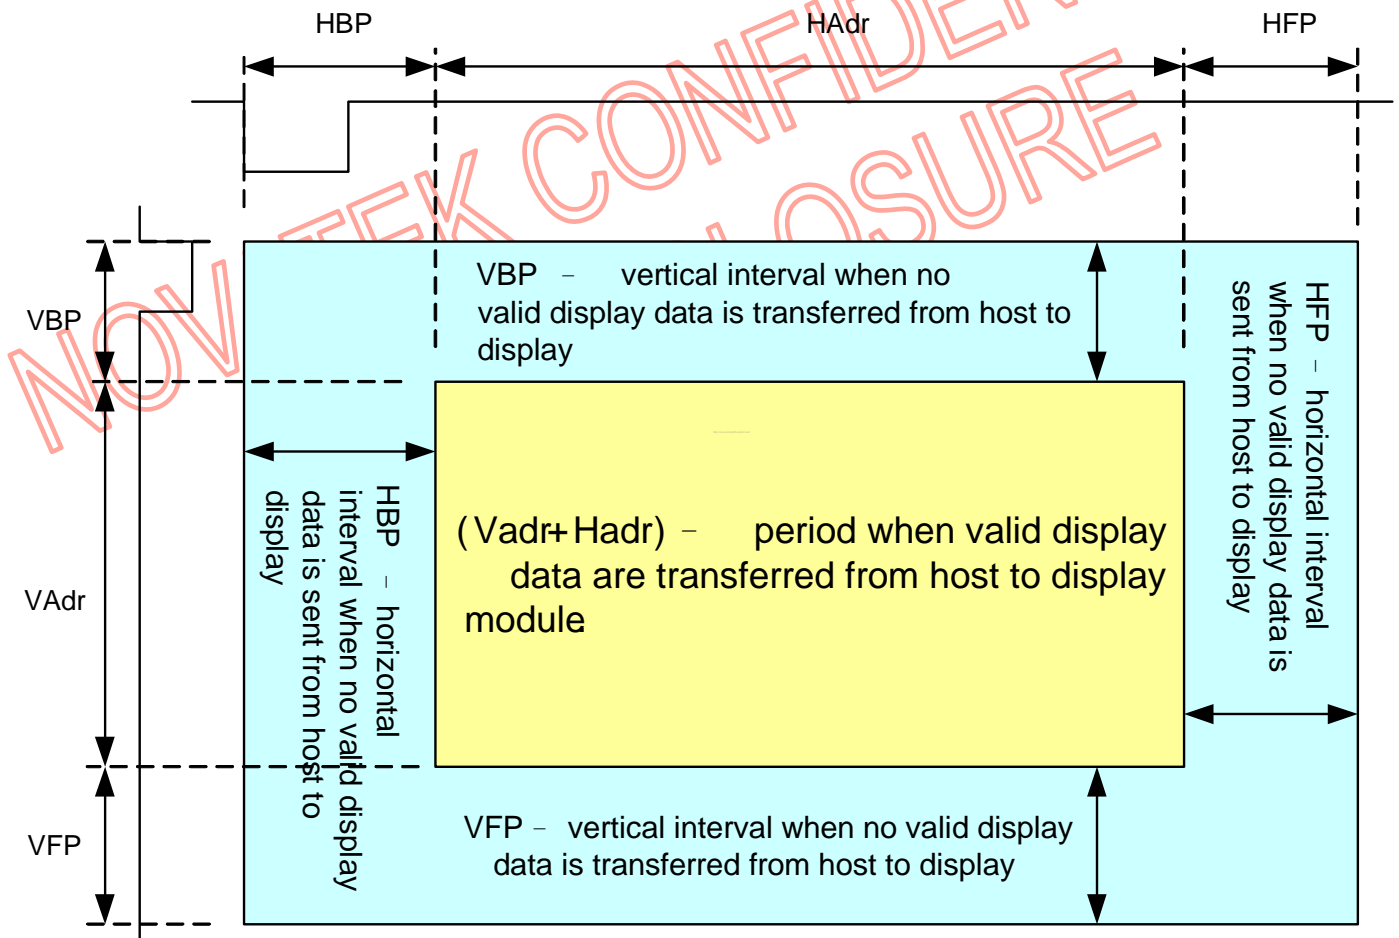 HBP
HAdr
HFP
NOVATEK CONFIDEN
LOSURE
VBP
VBP – vertical interval when no
valid display data is transferred from host to
display
HFP – horizontal interval
when no valid display data is
sent from host to display
VAdr
HBP – horizontal
interval when no valid display
data is sent from host to
display
(Vadr+Hadr) – period when valid display
data are transferred from host to display
module.
VFP
VFP – vertical interval when no valid display
data is transferred from host to display